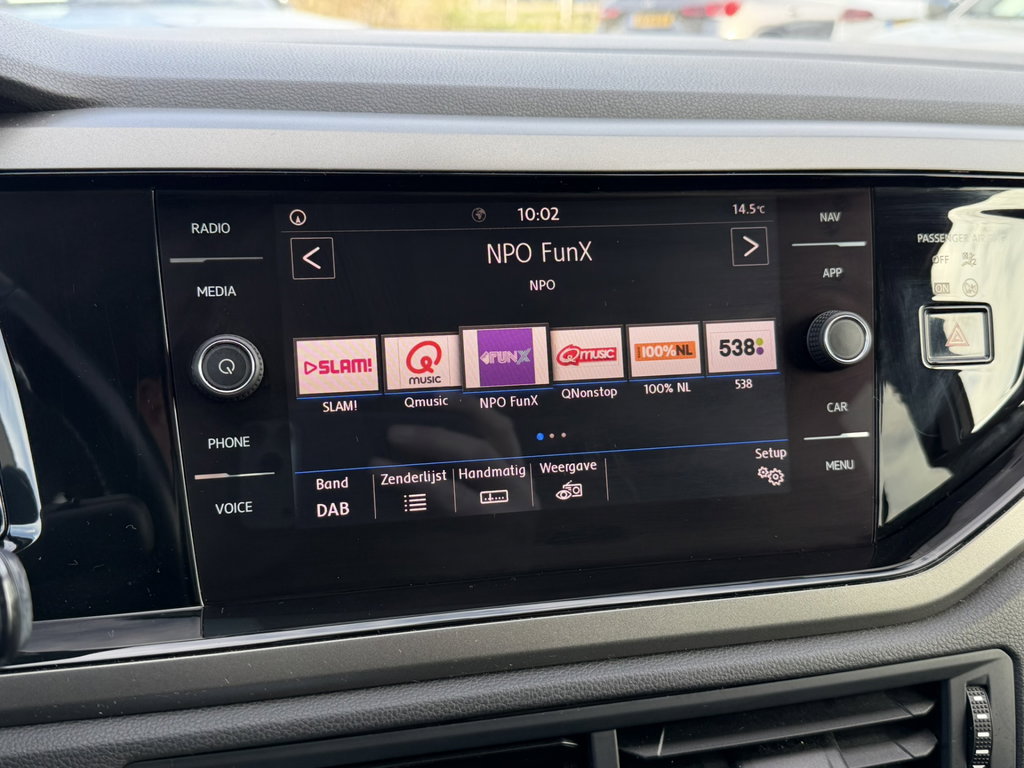 10:02
14.5°C
RADIO
MEDIA
PHONE
VOICE
<
NPO FunX
>
NPO
SLAM!
Q
MUSIC
FUNX
QMUSIC
100%NL
538
SLAM!
Qmusic
NPO FunX
QNonstop
100% NL
538
Band
DAB
Zenderlijst
Handmatig
Weergave
Setup
NAV
APP
CAR
MENU
PASSENGER AIR BAG
OFF
ON